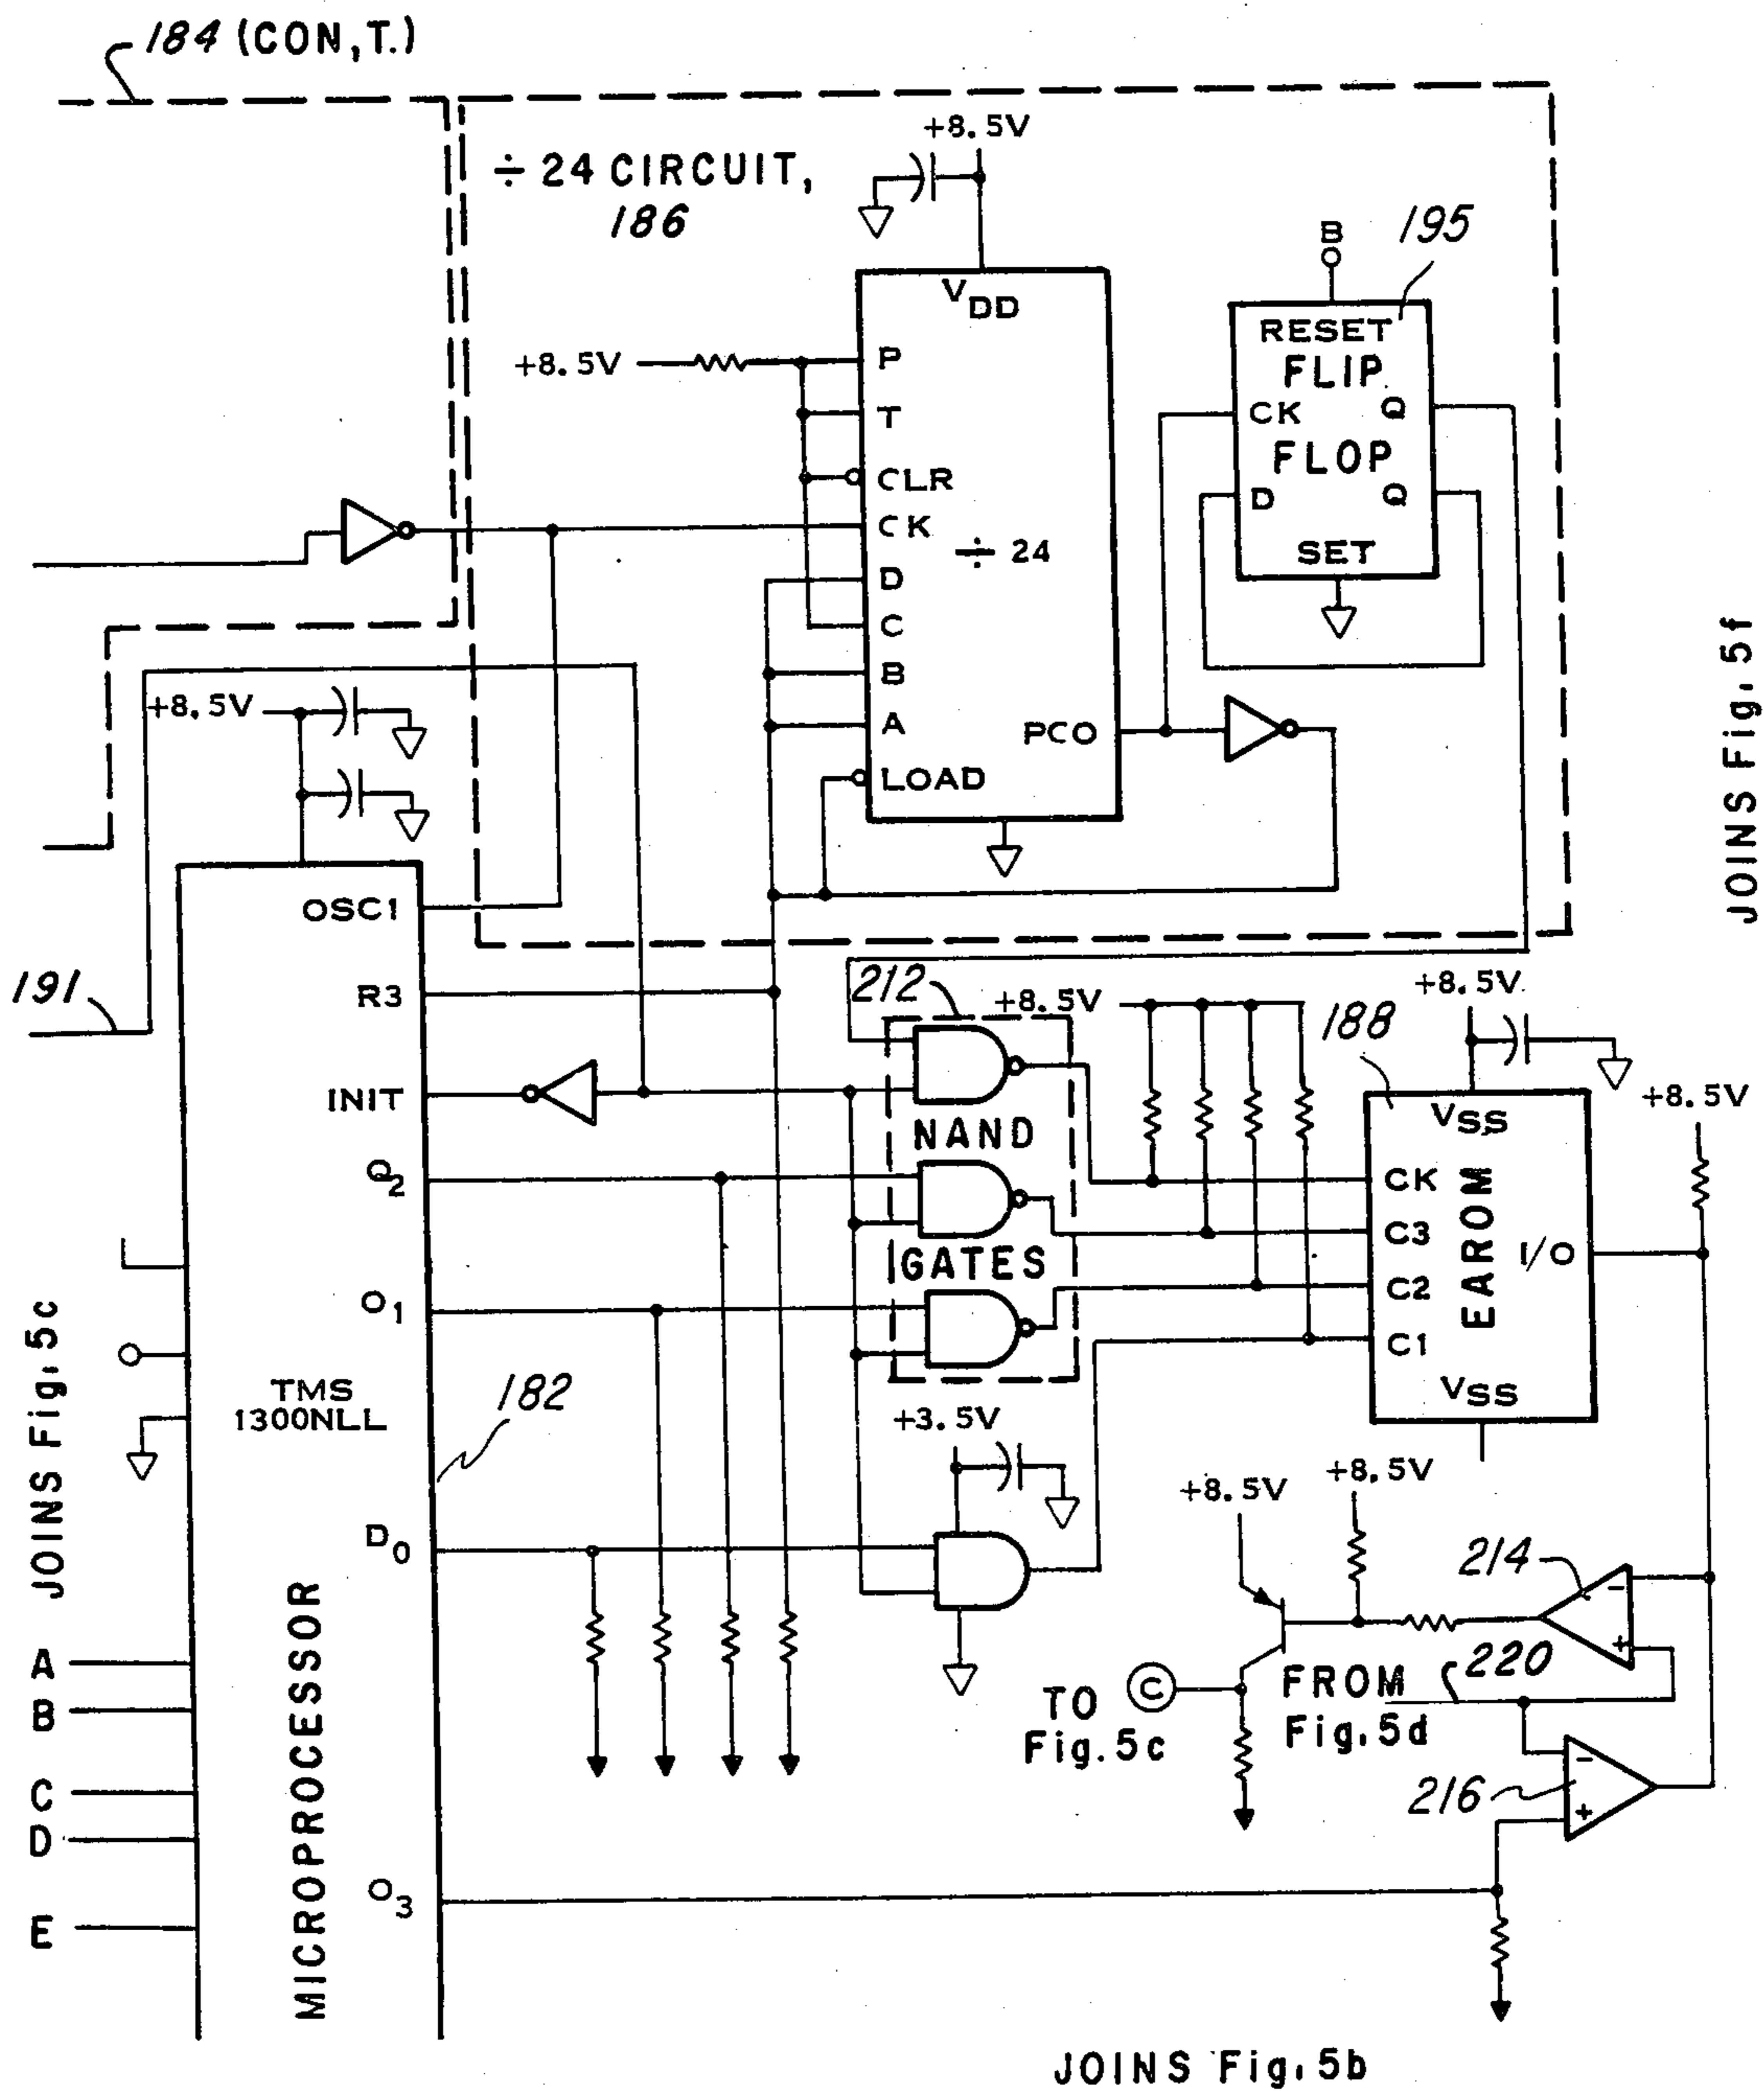 184 (CON,T.)
+8.5V
÷ 24 CIRCUIT,
186
B
195
VDD
RESET
FLIP
+8.5V
P
T
CK
Q
FLOP
CLR
D
Q
CK
÷ 24
SET
D
C
B
+8.5V
A
PCO
LOAD
JOINS Fig. 5f
OSC1
191
R3
212
+8.5V
+8.5V
188
INIT
NAND
VSS
+8.5V
Q2
CK
C3
EAROM
I/O
GATES
O1
C2
C1
JOINS Fig. 5c
TMS
1300NLL
182
VSS
+3.5V
+8.5V
+8.5V
D0
214
-
+
MICROPROCESSOR
A
B
TO
Fig. 5c
C
FROM
Fig. 5d
220
C
D
216
-
+
O3
E
JOINS Fig. 5b